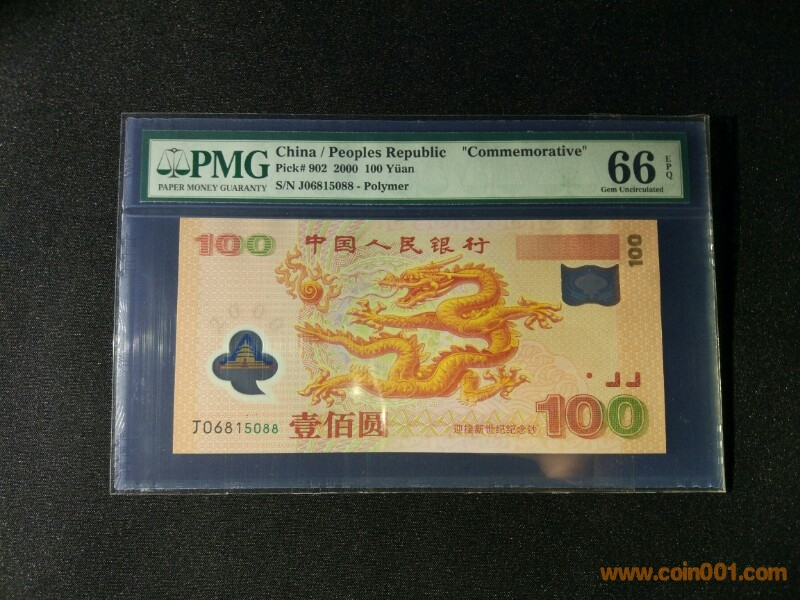 PMG
PAPER MONEY GUARANTY
China / Peoples Republic "Commemorative"
Pick# 902 2000 100 Yüan
S/N J06815088 - Polymer
66 EPQ
Gem Uncirculated
100 中国人民银行 100
2000
J06815088 壹佰圆 迎接新世纪纪念钞 100
www.coin001.com